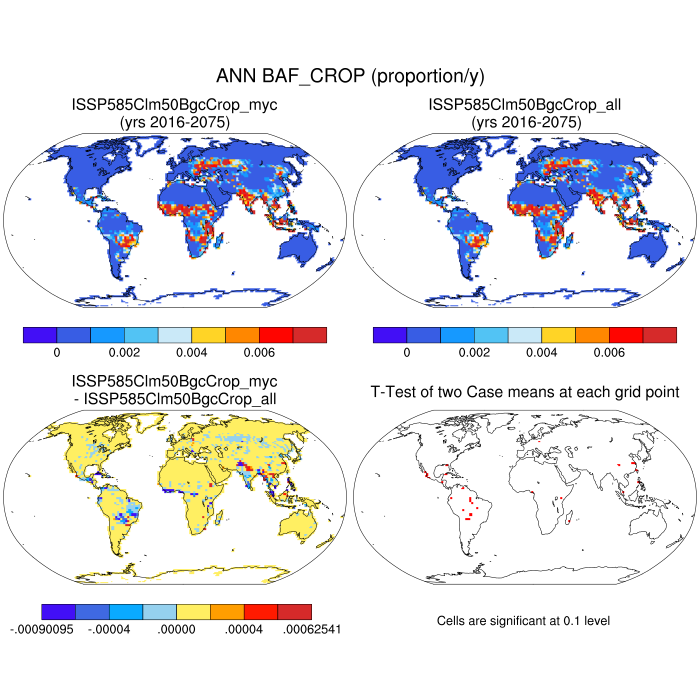 ANN BAF_CROP (proportion/y)
ISSP585Clm50BgcCrop_myc
(yrs 2016-2075)
ISSP585Clm50BgcCrop_all
(yrs 2016-2075)
0 0.002 0.004 0.006
0 0.002 0.004 0.006
ISSP585Clm50BgcCrop_myc
- ISSP585Clm50BgcCrop_all
T-Test of two Case means at each grid point
-.00090095 -.00004 .00000 .00004 .00062541
Cells are significant at 0.1 level